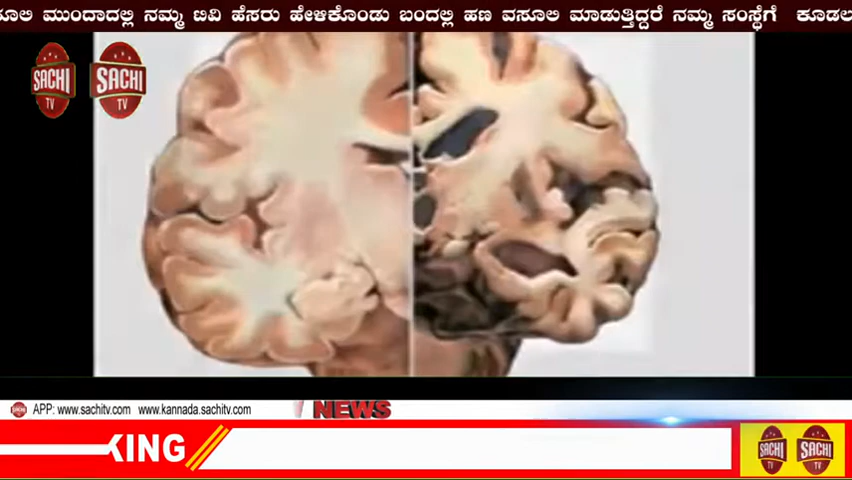 ಮುಂದಾದಲ್ಲಿ ನಮ್ಮ ಟಿವಿ ಹೆಸರು ಹೇಳಿಕೊಂಡು ಬಂದಲ್ಲಿ ಹಣ ವಸೂಲಿ ಮಾಡುತ್ತಿದ್ದರೆ ನಮ್ಮ ಸಂಸ್ಥೆಗೆ
SACHI TV
SACHI TV
APP: www.sachitv.com www.kannada.sachitv.com
NEWS
KING
SACHI TV
SACHI TV